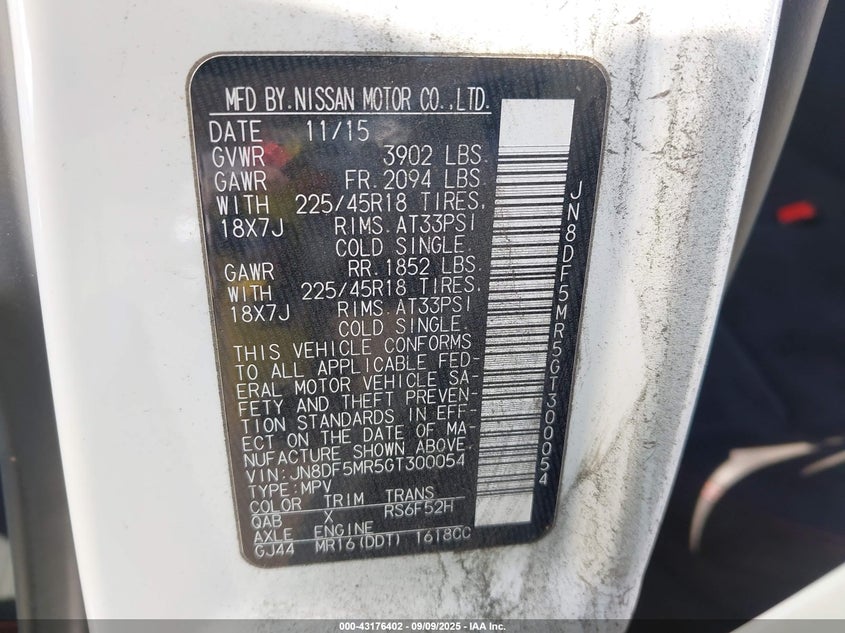 MFD BY.NISSAN MOTOR CO.,LTD.
DATE 11/15
GVWR 3902 LBS.
GAWR FR.2094 LBS
WITH 225/45R18 TIRES,
18X7J RIMS,AT33PSI
COLD SINGLE.
GAWR RR.1852 LBS.
WITH 225/45R18 TIRES,
18X7J RIMS,AT33PSI
COLD SINGLE.
THIS VEHICLE CONFORMS
TO ALL APPLICABLE FED-
ERAL MOTOR VEHICLE SA-
FETY AND THEFT PREVEN-
TION STANDARDS IN EFF-
ECT ON THE DATE OF MA-
NUFACTURE SHOWN ABOVE.
VIN:JN8DF5MR5GT300054
TYPE:MPV
COLOR TRIM TRANS
QAB X RS6F52H
AXLE ENGINE
GJ44 MR16(DDT) 1618CC
JN8DF5MR5GT300054
000-43176402 - 09/09/2025 - IAA Inc.